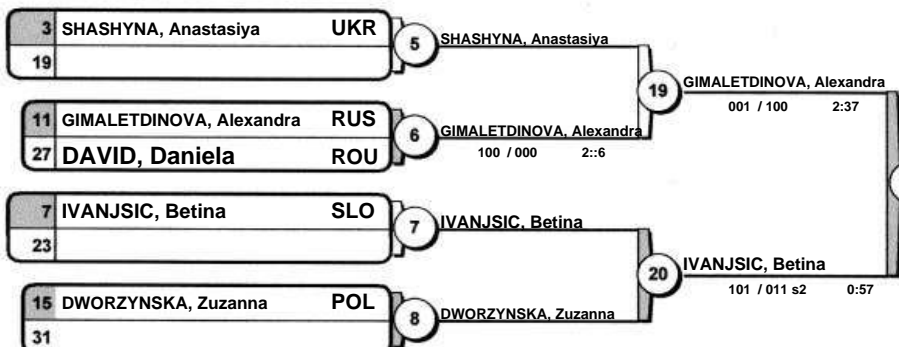 3 SHASHYNA, Anastasiya UKR
19
5
SHASHYNA, Anastasiya
11 GIMALETDINOVA, Alexandra RUS
27 DAVID, Daniela ROU
6
GIMALETDINOVA, Alexandra
100 / 000 2::6
19
GIMALETDINOVA, Alexandra
001 / 100 2:37
7 IVANJSIC, Betina SLO
23
7
IVANJSIC, Betina
15 DWORZYNSKA, Zuzanna POL
31
8
DWORZYNSKA, Zuzanna
20
IVANJSIC, Betina
101 / 011 s2 0:57